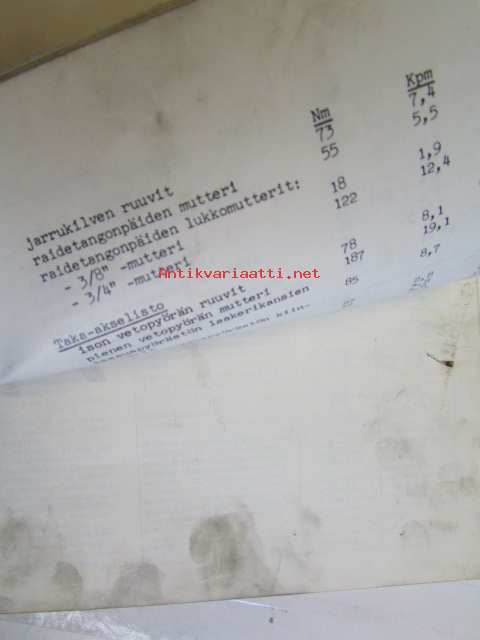 Nm Kpm
jarrukilven ruuvit 73 7,4
raidetangonpäiden mutteri 55 5,5
raidetangonpäiden lukkomutterit:
- 3/8" -mutteri 18 1,9
- 3/4" -mutteri 122 12,4
Taka-akselisto
ison vetopyörän ruuvit 78 8,1
pienen vetopyörän mutteri 187 19,1
laakerikansien 85 8,7
Antikvariaatti.net